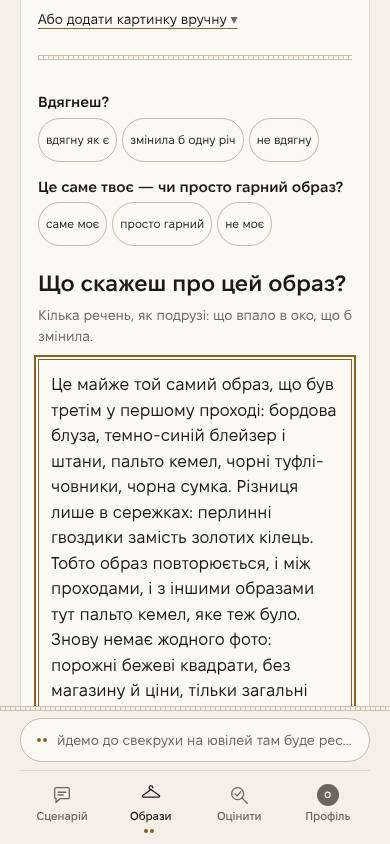 Або додати картинку вручну ▾
Вдягнеш?
вдягну як є
змінила б одну річ
не вдягну
Це саме твоє — чи просто гарний образ?
саме моє
просто гарний
не моє
Що скажеш про цей образ?
Кілька речень, як подрузі: що впало в око, що б
змінила.
Це майже той самий образ, що був
третім у першому проході: бордова
блуза, темно-синій блейзер і
штани, пальто кемел, чорні туфлі-
човники, чорна сумка. Різниця
лише в сережках: перлинні
гвоздики замість золотих кілець.
Тобто образ повторюється, і між
проходами, і з іншими образами
тут пальто кемел, яке теж було.
Знову немає жодного фото:
порожні бежеві квадрати, без
магазину й ціни, тільки загальні
йдемо до свекрухи на ювілей там буде рес...
Сценарій
Образи
Оцінити
О
Профіль